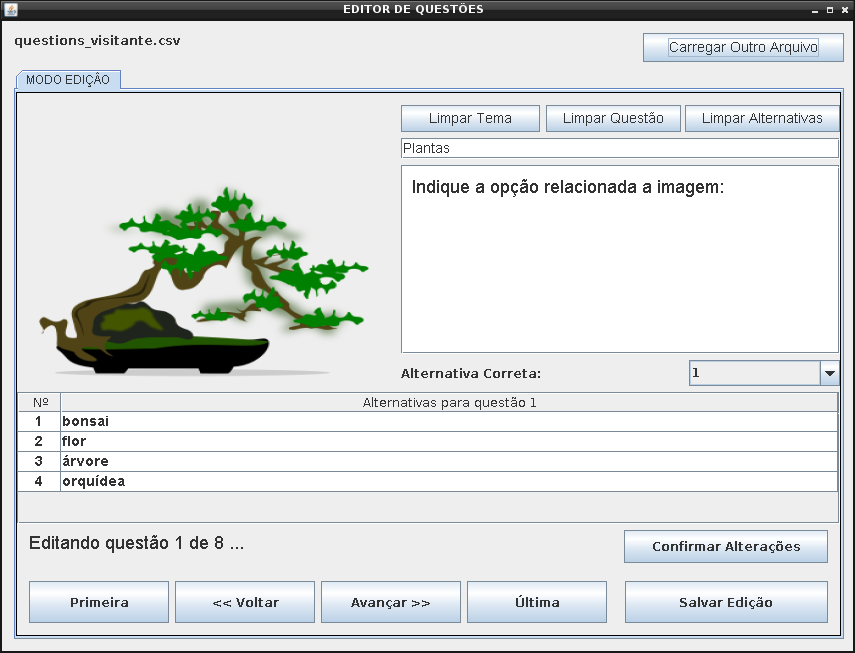 EDITOR DE QUESTÕES
questions_visitante.csv
Carregar Outro Arquivo
MODO EDIÇÃO
Limpar Tema Limpar Questão Limpar Alternativas
Plantas
Indique a opção relacionada a imagem:
Alternativa Correta: 1
Nº Alternativas para questão 1
1 bonsai
2 flor
3 árvore
4 orquídea
Editando questão 1 de 8 ...
Confirmar Alterações
Primeira << Voltar Avançar >> Última Salvar Edição